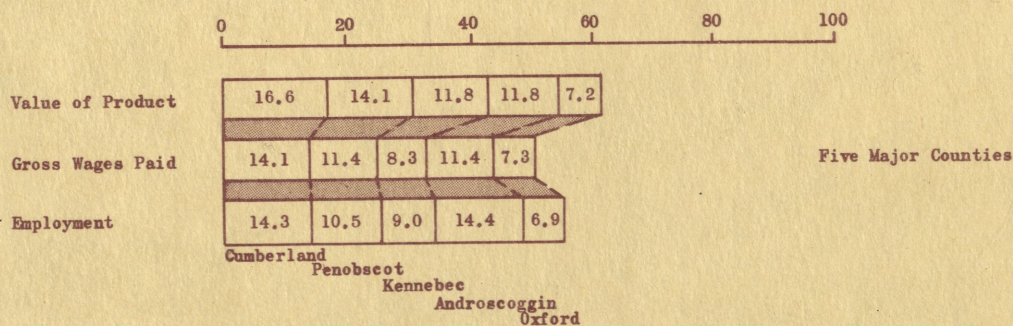 0 20 40 60 80 100
Value of Product 16.6 14.1 11.8 11.8 7.2
Gross Wages Paid 14.1 11.4 8.3 11.4 7.3 Five Major Counties
Employment 14.3 10.5 9.0 14.4 6.9
Cumberland
Penobscot
Kennebec
Androscoggin
Oxford